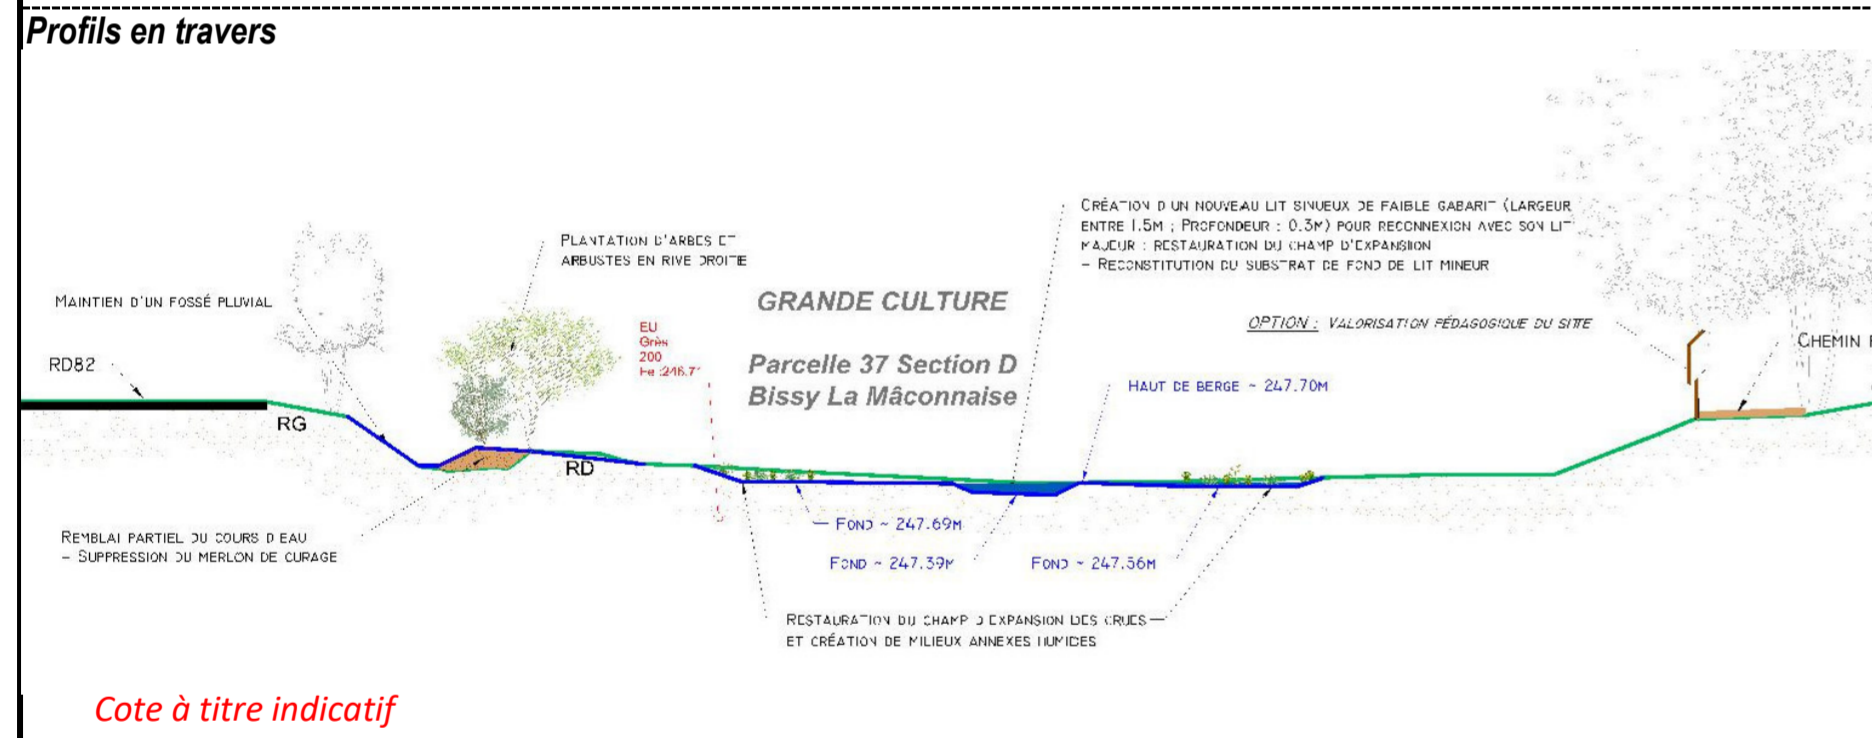 Profils en travers
CRÉATION D UN NOUVEAU LIT SINUEUX DE FAIBLE GABARIT (LARGEUR
ENTRE 1.5M ; PROFONDEUR : 0.3M) POUR RECONNEXION AVEC SON LIT
MAJEUR : RESTAURATION DU CHAMP D'EXPANSION
– RECONSTITUTION DU SUBSTRAT DE FOND DE LIT MINEUR
PLANTATION D'ARBES ET
ARBUSTES EN RIVE DROITE
MAINTIEN D'UN FOSSÉ PLUVIAL
GRANDE CULTURE
EU
Grès
200
OPTION : VALORISATION PÉDAGOGIQUE DU SITE
CHEMIN
RD82
Parcelle 37 Section D
Bissy La Mâconnaise
HAUT DE BERGE ~ 247.70M
RG
RD
FOND ~ 247.69M
REMBLAI PARTIEL DU COURS D EAU
– SUPPRESSION DU MERLON DE CURAGE
FOND ~ 247.39M
FOND ~ 247.56M
RESTAURATION DU CHAMP D EXPANSION DES CRUES
ET CRÉATION DE MILIEUX ANNEXES HUMIDES
Cote à titre indicatif